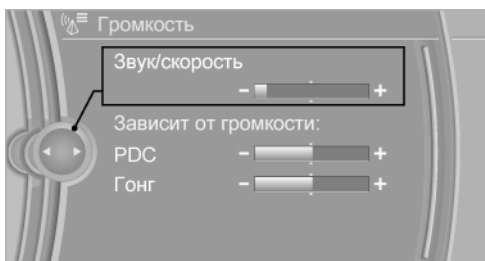 Громкость
Звук/скорость
- +
Зависит от громкости:
PDC - +
Гонг - +